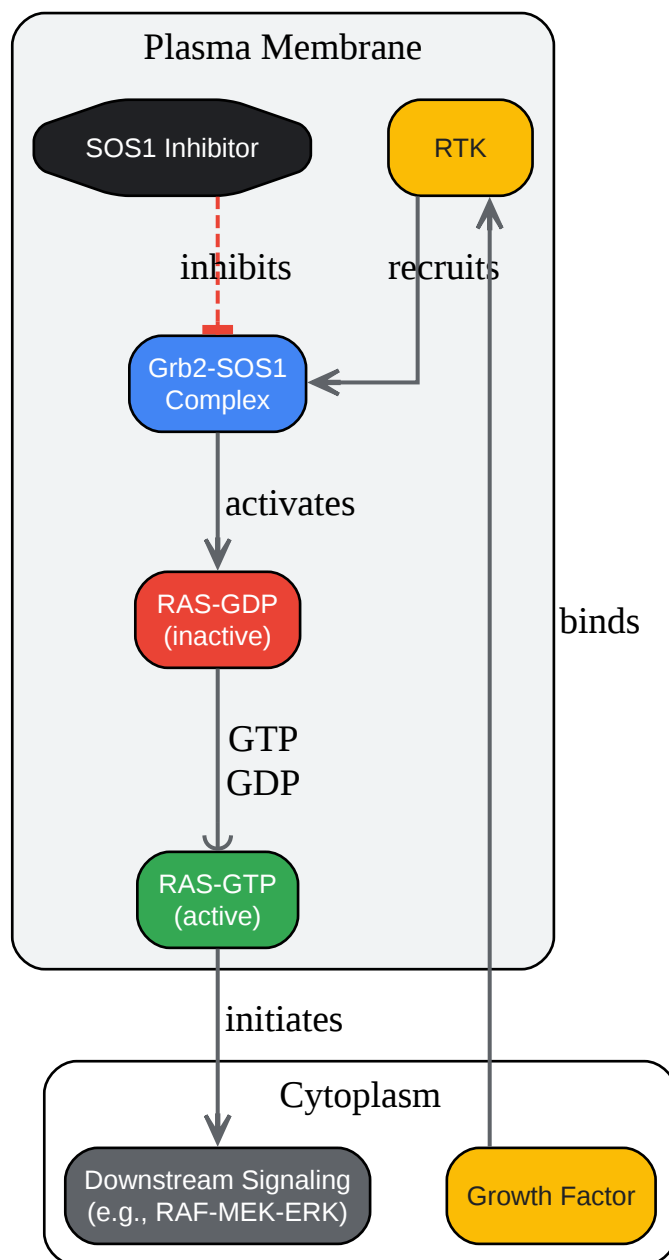 Plasma Membrane
SOS1 Inhibitor
RTK
inhibits
recruits
Grb2-SOS1
Complex
activates
RAS-GDP
(inactive)
binds
GTP
GDP
RAS-GTP
(active)
initiates
Cytoplasm
Downstream Signaling
(e.g., RAF-MEK-ERK)
Growth Factor